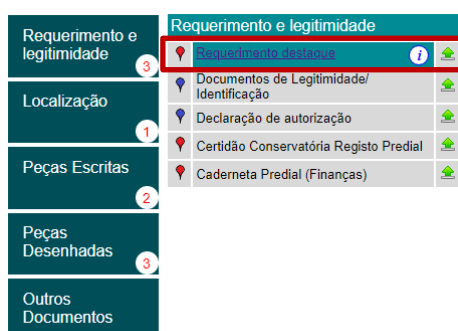 Requerimento e
legitimidade
3
Localização
1
Peças Escritas
2
Peças
Desenhadas
3
Outros
Documentos
Requerimento e legitimidade
Requerimento destaque
i
Documentos de Legitimidade/
Identificação
Declaração de autorização
Certidão Conservatória Registo Predial
Caderneta Predial (Finanças)